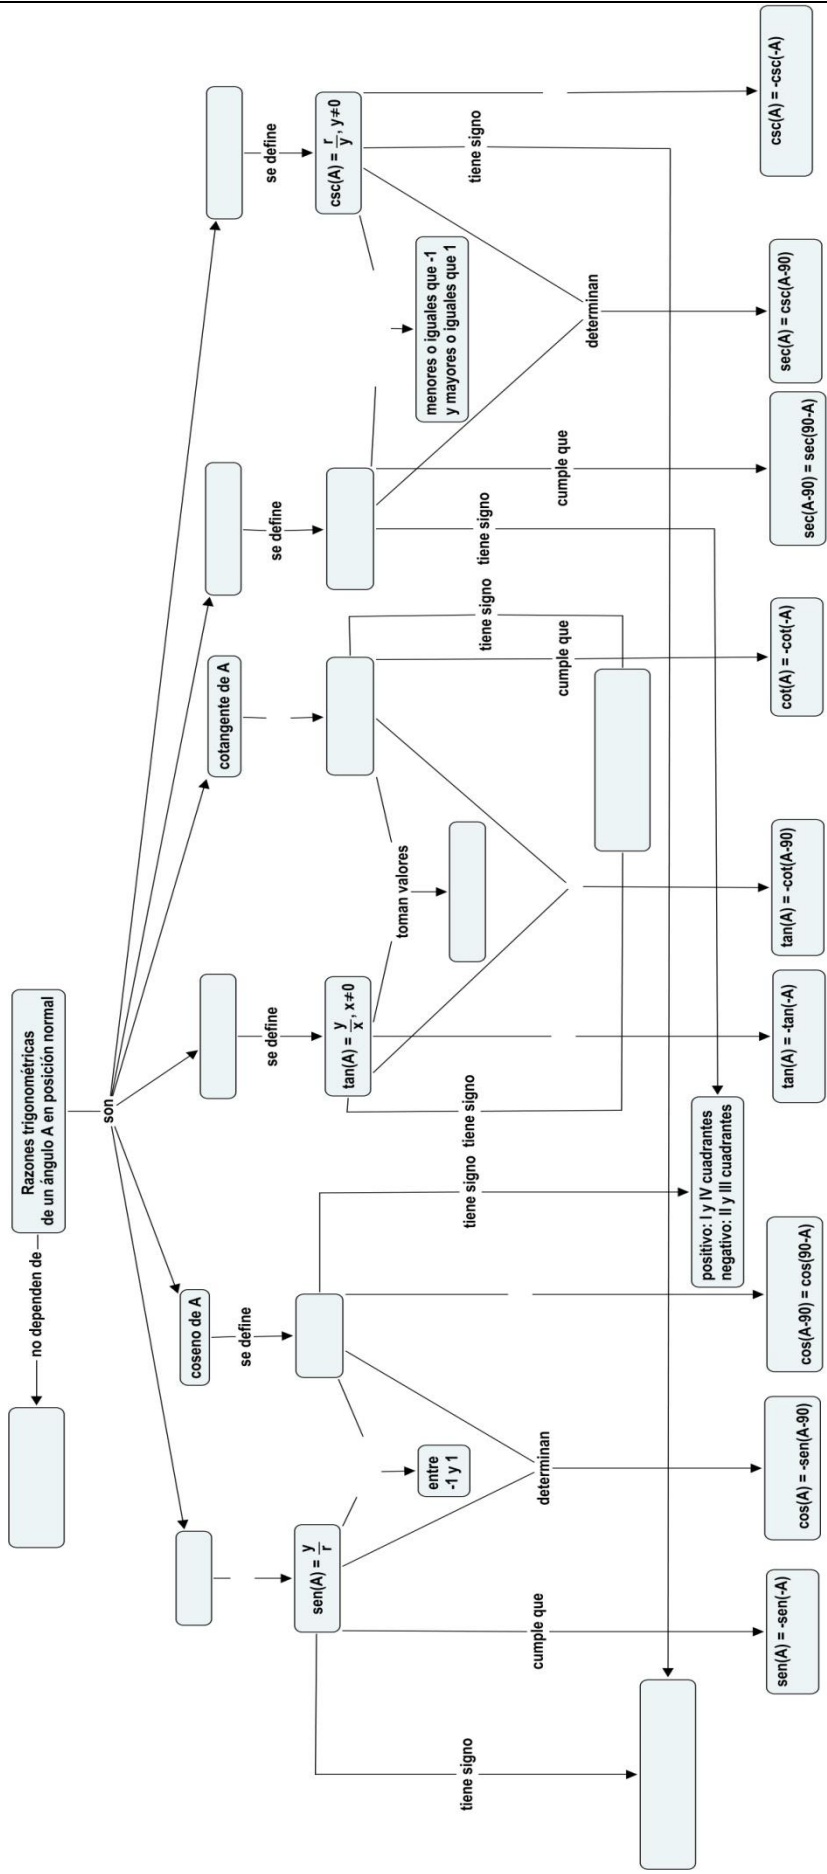 Razones trigonométricas
de un ángulo A en posición normal
no dependen de
son
coseno de A
cotangente de A
se define
se define
se define
se define
sen(A) = y/r
tan(A) = y/x, x≠0
csc(A) = r/y, y≠0
entre
-1 y 1
toman valores
menores o iguales que -1
y mayores o iguales que 1
tiene signo
cumple que
determinan
tiene signo
tiene signo
tiene signo
cumple que
tiene signo
cumple que
determinan
tiene signo
positivo: I y IV cuadrantes
negativo: II y III cuadrantes
sen(A) = -sen(-A)
cos(A) = -sen(A-90)
cos(A-90) = cos(90-A)
tan(A) = -tan(-A)
tan(A) = -cot(A-90)
cot(A) = -cot(-A)
sec(A-90) = sec(90-A)
sec(A) = csc(A-90)
csc(A) = -csc(-A)